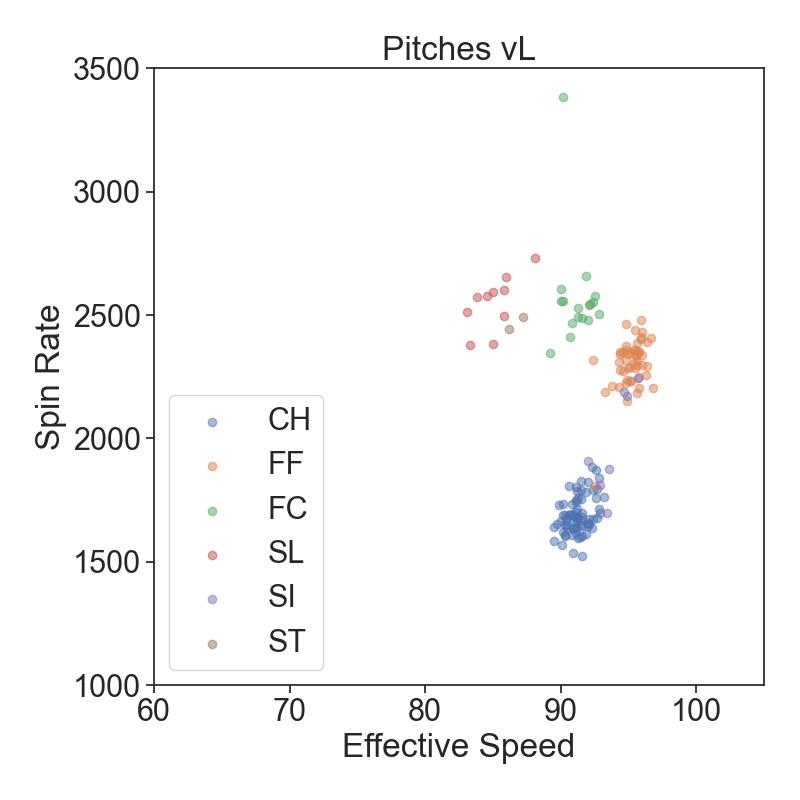 Pitches vL
3500
3000
2500
2000
1500
1000
Spin Rate
CH
FF
FC
SL
SI
ST
60 70 80 90 100
Effective Speed